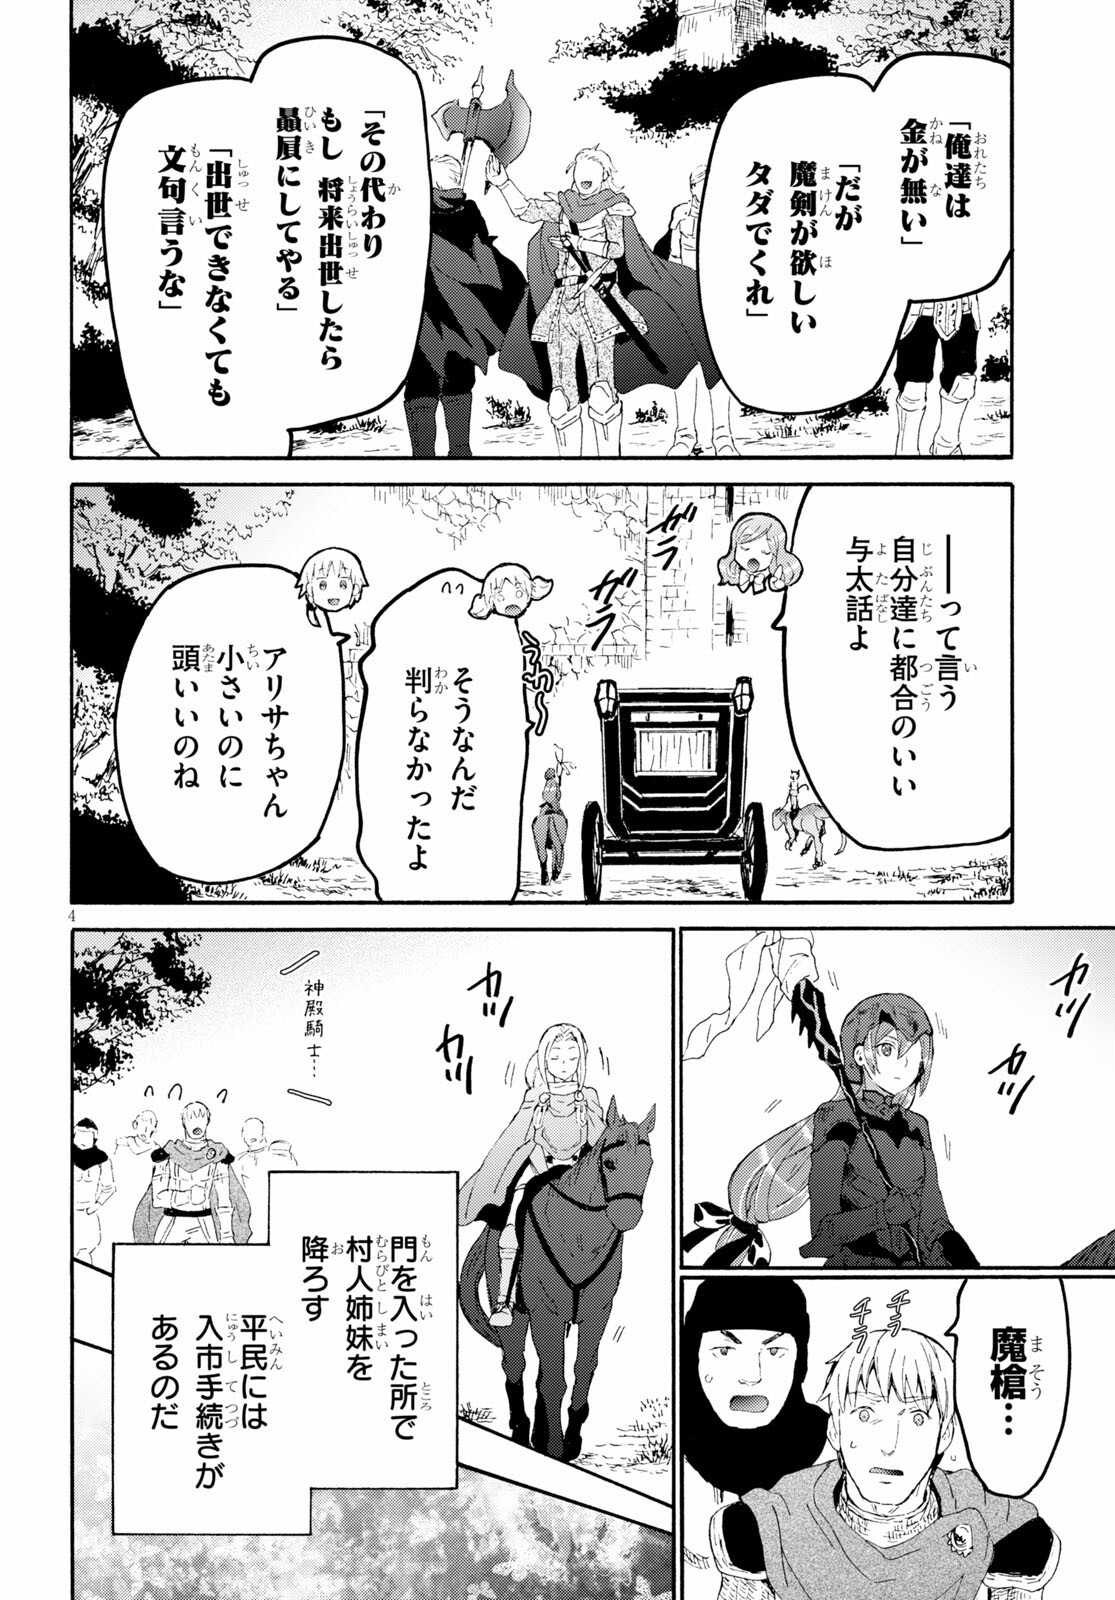 「俺達は
金が無い」
「だが
魔剣が欲しい
タダでくれ」
「その代わり
もし 将来出世したら
贔屓にしてやる」
「出世できなくても
文句言うな」
――って言う
自分達に都合のいい
与太話よ
ガラガラ
そうなんだ
判らなかったよ
アリサちゃん
小さいのに
頭いいのね
4
カッ
カッ
魔槍…
チラ
チラ
カッ
カッ
神殿騎士…
門を入った所で
村人姉妹を
降ろす
平民には
入市手続きが
あるのだ